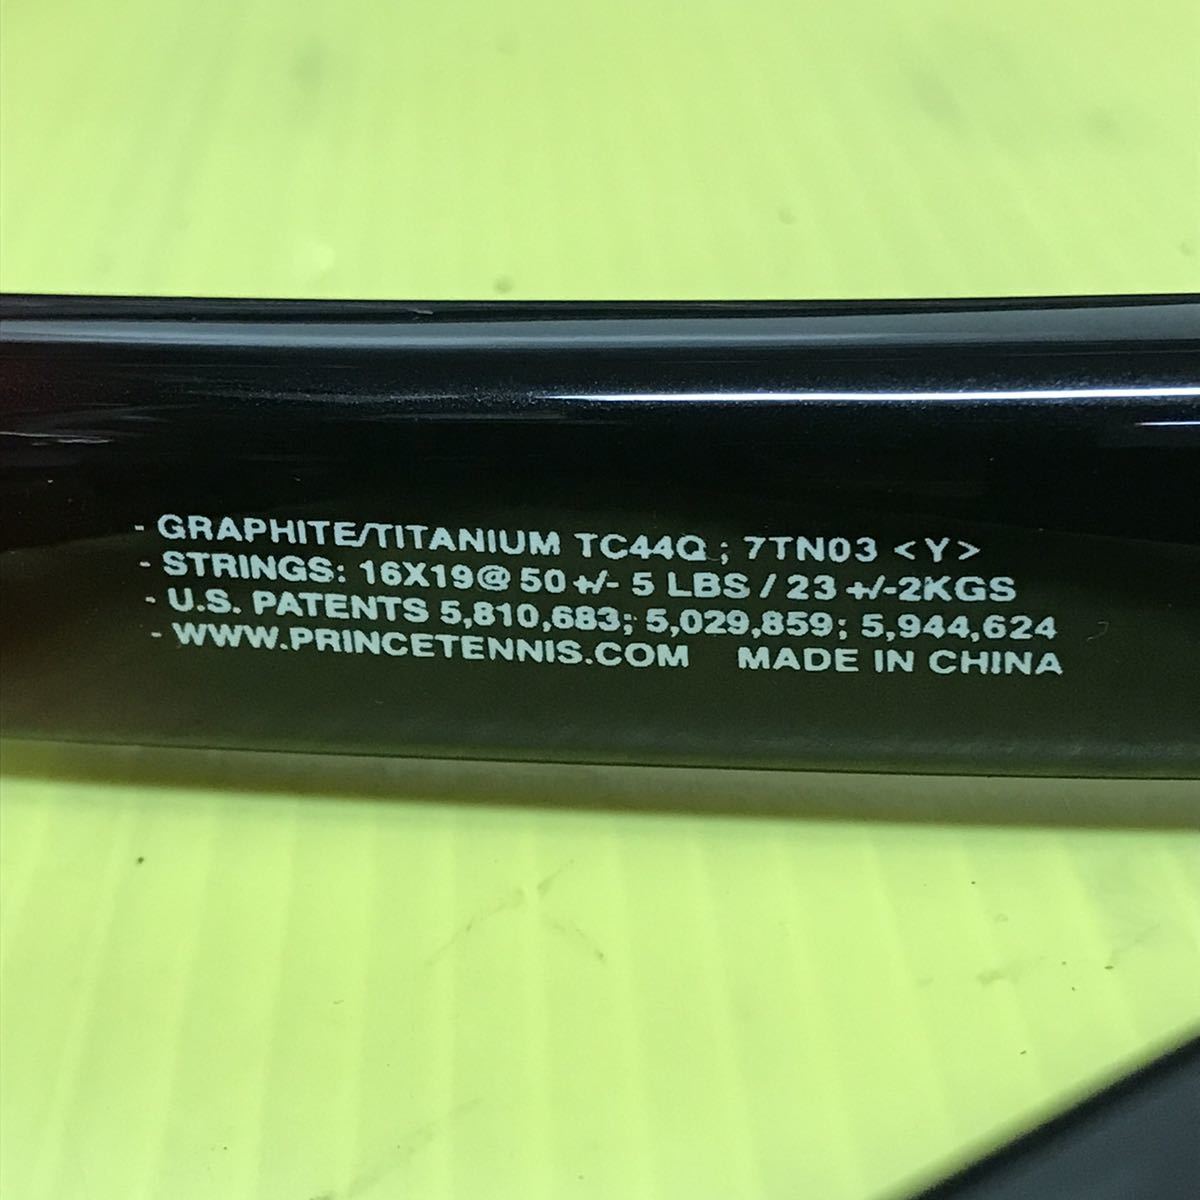 - GRAPHITE/TITANIUM TC44Q ; 7TN03 <Y>
- STRINGS: 16X19@ 50 +/- 5 LBS / 23 +/-2KGS
- U.S. PATENTS 5,810,683; 5,029,859; 5,944,624
- WWW.PRINCETENNIS.COM MADE IN CHINA